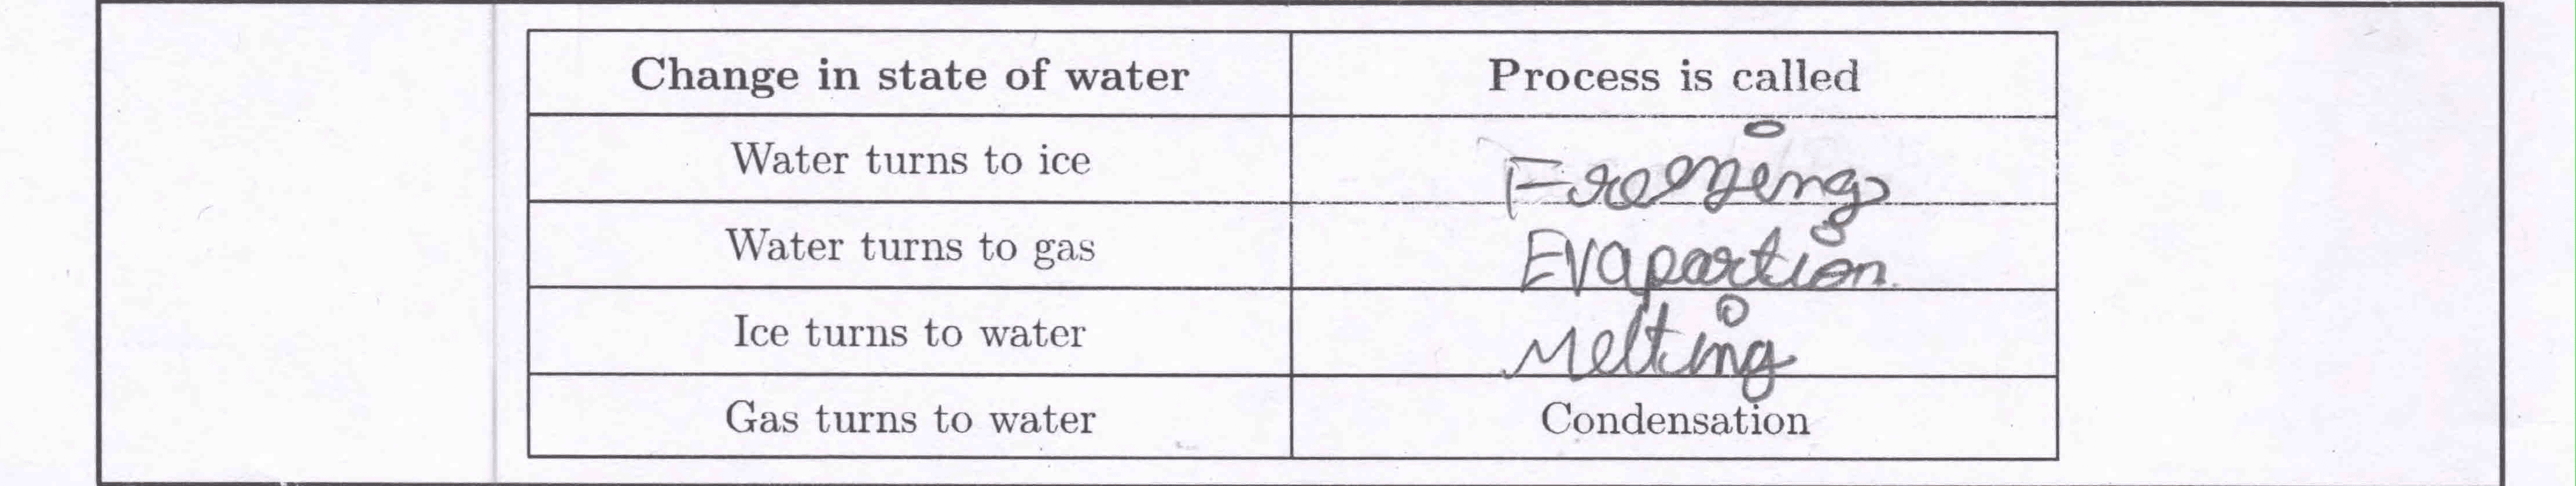 Change in state of water Process is called
Water turns to ice Freezing
Water turns to gas Evapartion
Ice turns to water Melting
Gas turns to water Condensation